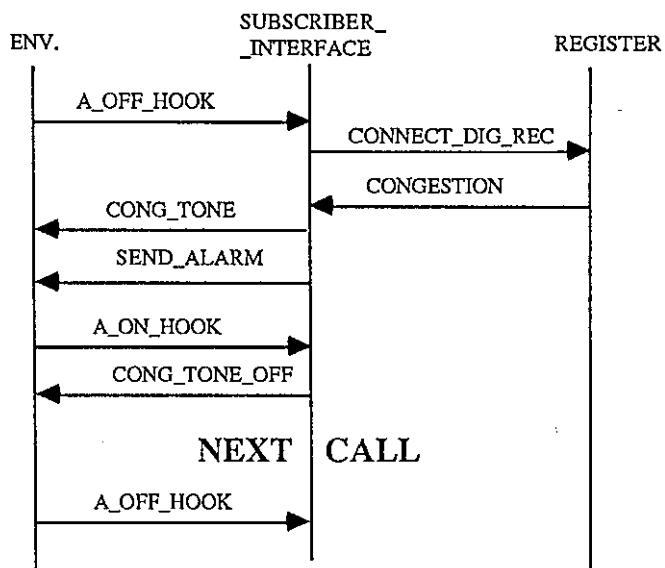 SUBSCRIBER_
ENV.
_INTERFACE
REGISTER
A_OFF_HOOK
CONNECT_DIG_REC
CONGESTION
CONG_TONE
SEND_ALARM
A_ON_HOOK
CONG_TONE_OFF
NEXT CALL
A_OFF_HOOK